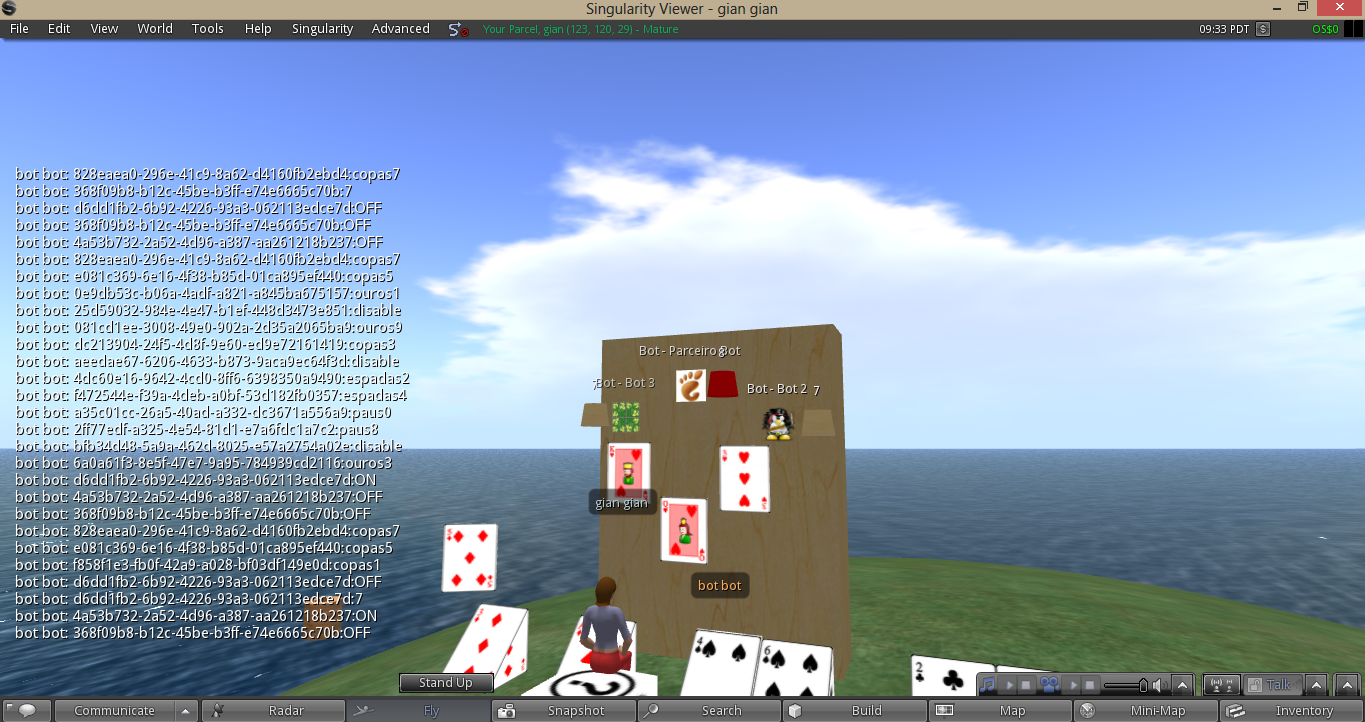 Singularity Viewer - gian gian
File Edit View World Tools Help Singularity Advanced Your Parcel, gian (123, 120, 29) - Mature 09:33 PDT $ OS$0
bot bot: 828eaea0-296e-41c9-8a62-d4160fb2ebd4:copas7
bot bot: 368f09b8-b12c-45be-b3ff-e74e6665c70b:7
bot bot: d6dd1fb2-6b92-4226-93a3-062113edce7d:OFF
bot bot: 368f09b8-b12c-45be-b3ff-e74e6665c70b:OFF
bot bot: 4a53b732-2a52-4d96-a387-aa261218b237:OFF
bot bot: 828eaea0-296e-41c9-8a62-d4160fb2ebd4:copas7
bot bot: e081c369-6e16-4f38-b85d-01ca895ef440:copas5
bot bot: 0e9db53c-b06a-4adf-a821-a845ba675157:ouros1
bot bot: 25d59032-984e-4e47-b1ef-448d3473e851:disable
bot bot: 081cd1ee-3008-49e0-902a-2d35a2065ba9:ouros9
bot bot: dc213904-24f5-4d8f-9e60-ed9e72161419:copas3
bot bot: aeedae67-6206-4633-b873-9aca9ec64f3d:disable
bot bot: 4dc60e16-9642-4cd0-8ff6-6398350a9490:espadas2
bot bot: f472544e-f39a-4deb-a0bf-53d182fb0357:espadas4
bot bot: a35c01cc-26a5-40ad-a332-dc3671a556a9:paus0
bot bot: 2ff77edf-a325-4e54-81d1-e7a6fdc1a7c2:paus8
bot bot: bfb34d48-5a9a-462d-8025-e57a2754a02e:disable
bot bot: 6a0a61f3-8e5f-47e7-9a95-784939cd2116:ouros3
bot bot: d6dd1fb2-6b92-4226-93a3-062113edce7d:ON
bot bot: 4a53b732-2a52-4d96-a387-aa261218b237:OFF
bot bot: 368f09b8-b12c-45be-b3ff-e74e6665c70b:OFF
bot bot: 828eaea0-296e-41c9-8a62-d4160fb2ebd4:copas7
bot bot: e081c369-6e16-4f38-b85d-01ca895ef440:copas5
bot bot: f858f1e3-fb0f-42a9-a028-bf03df149e0d:copas1
bot bot: d6dd1fb2-6b92-4226-93a3-062113edce7d:OFF
bot bot: d6dd1fb2-6b92-4226-93a3-062113edce7d:7
bot bot: 4a53b732-2a52-4d96-a387-aa261218b237:ON
bot bot: 368f09b8-b12c-45be-b3ff-e74e6665c70b:OFF
Bot - Parceiro Bot
8
Bot - Bot 3
7
Bot - Bot 2 7
gian gian
bot bot
4
6
2
Stand Up
Talk
Communicate Radar Fly Snapshot Search Build Map Mini-Map Inventory